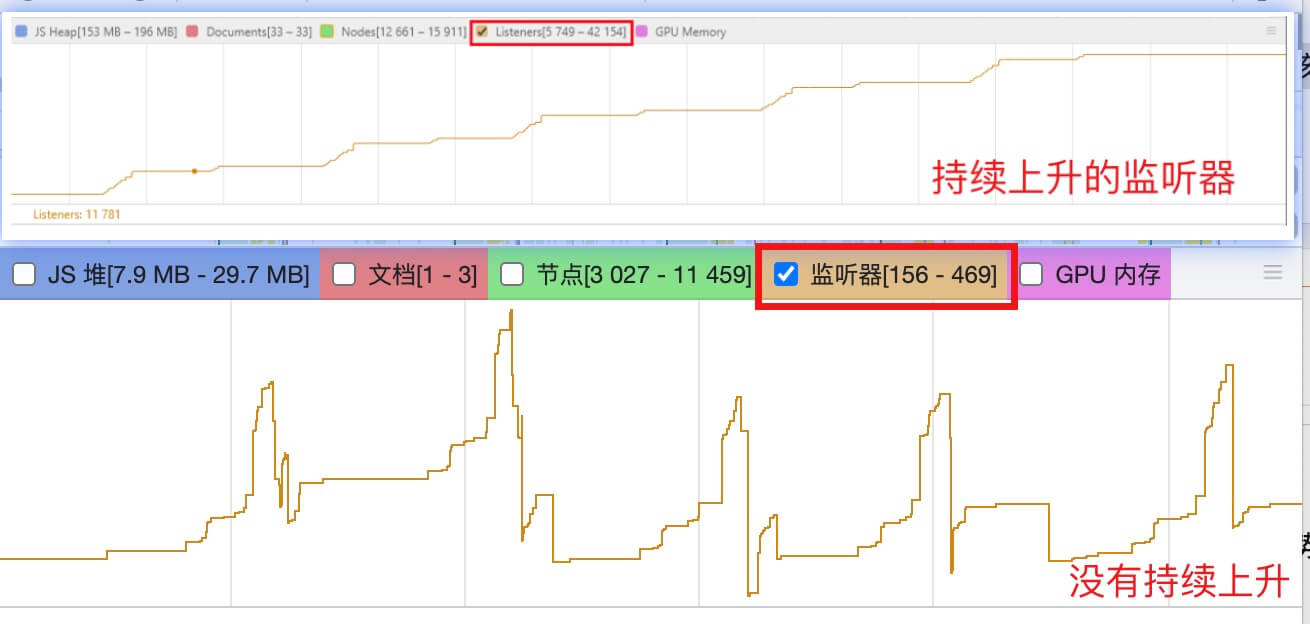 JS Heap[153 MB – 196 MB] Documents[33 – 33] Nodes[12 661 – 15 911] Listeners[5 749 – 42 154] GPU Memory
持续上升的监听器
Listeners: 11 781
JS 堆[7.9 MB - 29.7 MB] 文档[1 - 3] 节点[3 027 - 11 459] 监听器[156 - 469] GPU 内存
没有持续上升